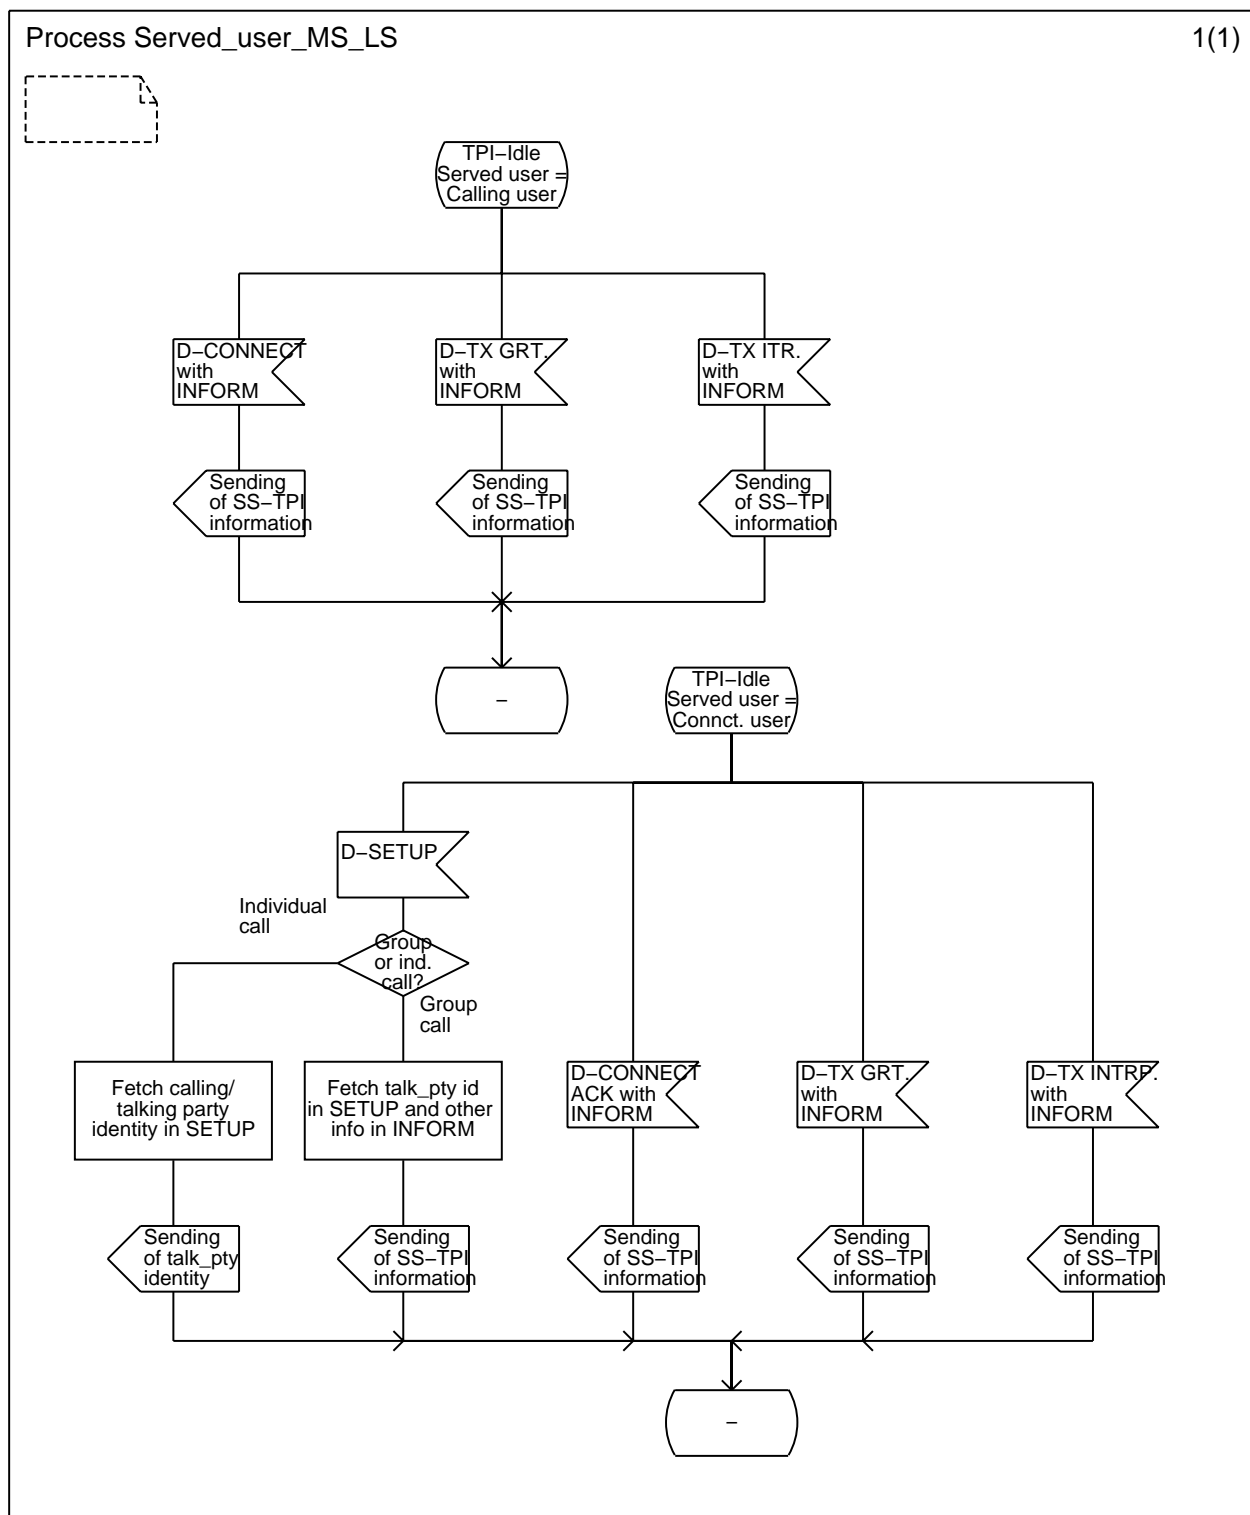 Process Served_user_MS_LS
1(1)
TPI–Idle
Served user =
Calling user
D–CONNECT
with
INFORM
D–TX GRT.
with
INFORM
D–TX ITR.
with
INFORM
Sending
of SS–TPI
information
Sending
of SS–TPI
information
Sending
of SS–TPI
information
–
TPI–Idle
Served user =
Connct. user
D–SETUP
Individual
call
Group
or ind.
call?
Group
call
Fetch calling/
talking party
identity in SETUP
Fetch talk_pty id
in SETUP and other
info in INFORM
D–CONNECT
ACK with
INFORM
D–TX GRT.
with
INFORM
D–TX INTRP.
with
INFORM
Sending
of talk_pty
identity
Sending
of SS–TPI
information
Sending
of SS–TPI
information
Sending
of SS–TPI
information
Sending
of SS–TPI
information
–